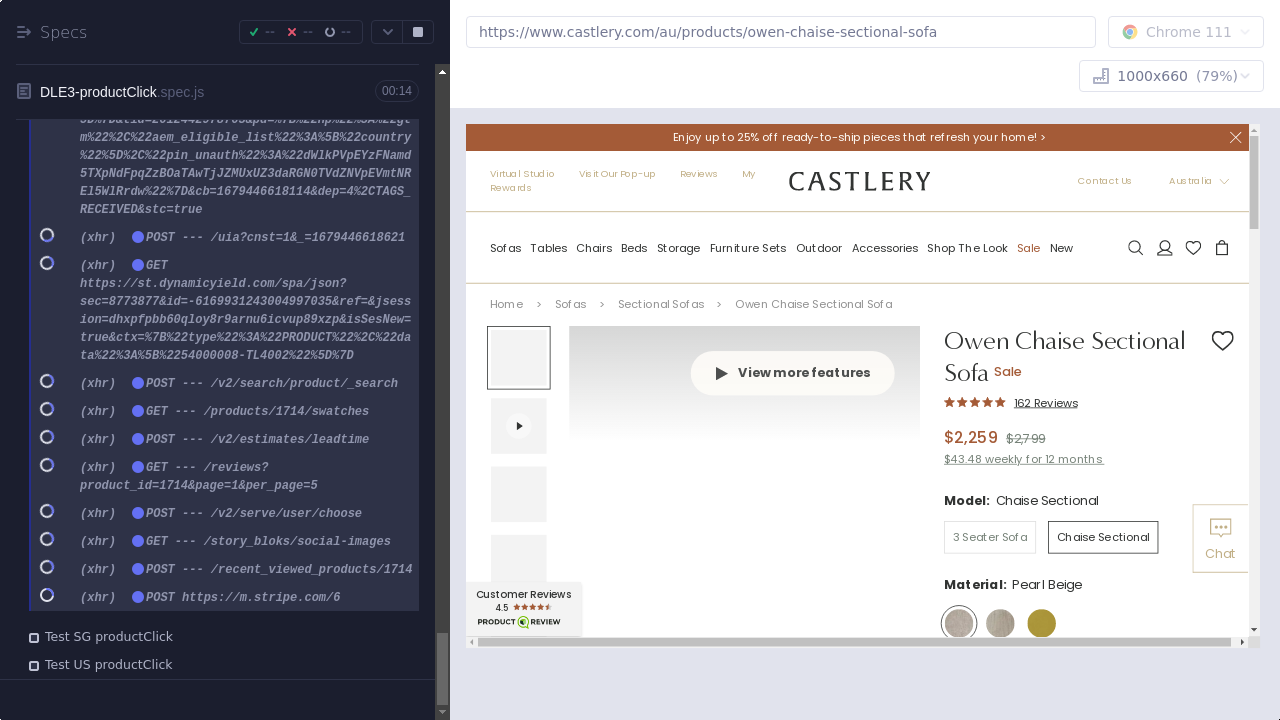 Specs
--
--
--
DLE3-productClick.spec.js
00:14
m%22%2C%22aem_eligible_list%22%3A%5B%22country
%22%5D%2C%22pin_unauth%22%3A%22dWlkPVpEYzFNamd
5TXpNdFpqZzBOaTAwTjJZMUxUZ3daRGN0TVdZNVpEVmtNR
El5WlRrdw%22%7D&cb=1679446618114&dep=4%2CTAGS_
RECEIVED&stc=true
(xhr) POST --- /uia?cnst=1&_=1679446618621
(xhr) GET
https://st.dynamicyield.com/spa/json?
sec=8773877&id=-6169931243004997035&ref=&jsess
ion=dhxpfpbb60qloy8r9arnu6icvup89xzp&isSesNew=
true&ctx=%7B%22type%22%3A%22PRODUCT%22%2C%22da
ta%22%3A%5B%2254000008-TL4002%22%5D%7D
(xhr) POST --- /v2/search/product/_search
(xhr) GET --- /products/1714/swatches
(xhr) POST --- /v2/estimates/leadtime
(xhr) GET --- /reviews?
product_id=1714&page=1&per_page=5
(xhr) POST --- /v2/serve/user/choose
(xhr) GET --- /story_bloks/social-images
(xhr) POST --- /recent_viewed_products/1714
(xhr) POST https://m.stripe.com/6
Test SG productClick
Test US productClick
https://www.castlery.com/au/products/owen-chaise-sectional-sofa
Chrome 111
1000x660 (79%)
Enjoy up to 25% off ready-to-ship pieces that refresh your home! >
Virtual Studio Visit Our Pop-up Reviews My
Rewards
CASTLERY
Contact Us Australia
Sofas Tables Chairs Beds Storage Furniture Sets Outdoor Accessories Shop The Look Sale New
Home > Sofas > Sectional Sofas > Owen Chaise Sectional Sofa
View more features
Owen Chaise Sectional
Sofa Sale
162 Reviews
$2,259 $2,799
$43.48 weekly for 12 months
Model: Chaise Sectional
3 Seater Sofa Chaise Sectional
Chat
Material: Pearl Beige
Customer Reviews
4.5
PRODUCT REVIEW